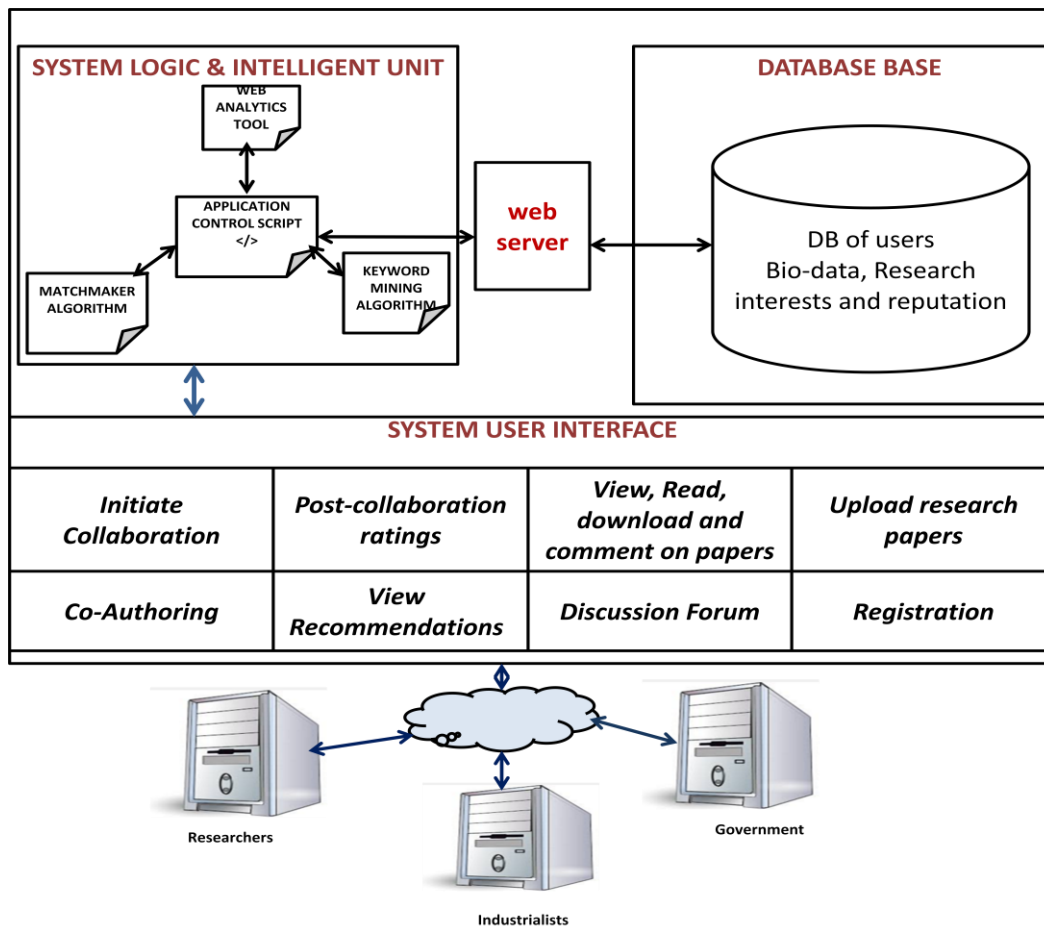 SYSTEM LOGIC & INTELLIGENT UNIT
WEB
ANALYTICS
TOOL
APPLICATION
CONTROL SCRIPT
</>
MATCHMAKER
ALGORITHM
KEYWORD
MINING
ALGORITHM
web
server
DATABASE BASE
DB of users
Bio-data, Research
interests and reputation
SYSTEM USER INTERFACE
Initiate
Collaboration
Post-collaboration
ratings
View, Read,
download and
comment on papers
Upload research
papers
Co-Authoring
View
Recommendations
Discussion Forum
Registration
Researchers
Government
Industrialists